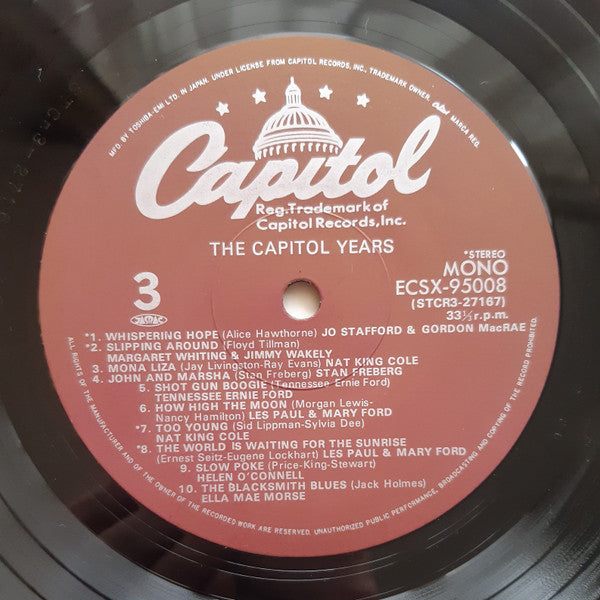 MFD. BY TOSHIBA-EMI LTD. IN JAPAN, UNDER LICENSE FROM CAPITOL RECORDS, INC., TRADEMARK OWNER. MARCA REG.
Capitol
Reg. Trademark of
Capitol Records, Inc.
THE CAPITOL YEARS
3
JASRAC
*STEREO
MONO
ECSX-95008
(STCR3-27167)
33⅓ r.p.m.
*1. WHISPERING HOPE (Alice Hawthorne) JO STAFFORD & GORDON MacRAE
*2. SLIPPING AROUND (Floyd Tillman)
MARGARET WHITING & JIMMY WAKELY
3. MONA LIZA (Jay Livingston-Ray Evans) NAT KING COLE
4. JOHN AND MARSHA (Stan Freberg) STAN FREBERG
5. SHOT GUN BOOGIE (Tennessee Ernie Ford)
TENNESSEE ERNIE FORD
6. HOW HIGH THE MOON (Morgan Lewis-
Nancy Hamilton) LES PAUL & MARY FORD
*7. TOO YOUNG (Sid Lippman-Sylvia Dee)
NAT KING COLE
*8. THE WORLD IS WAITING FOR THE SUNRISE
(Ernest Seitz-Eugene Lockhart) LES PAUL & MARY FORD
9. SLOW POKE (Price-King-Stewart)
HELEN O'CONNELL
10. THE BLACKSMITH BLUES (Jack Holmes)
ELLA MAE MORSE
ALL RIGHTS OF THE MANUFACTURER AND OF THE OWNER OF THE RECORDED WORK ARE RESERVED. UNAUTHORIZED PUBLIC PERFORMANCE, BROADCASTING AND COPYING OF THE RECORD PROHIBITED.